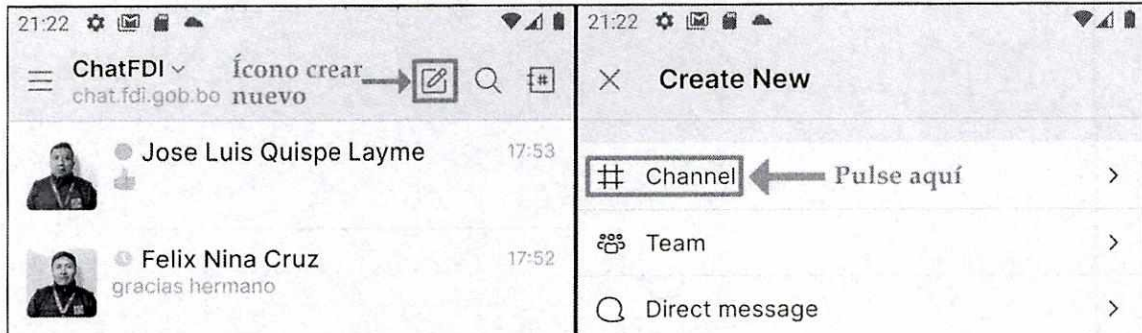 21:22
ChatFDI
chat.fdi.gob.bo
Ícono crear
nuevo
Jose Luis Quispe Layme
17:53
Felix Nina Cruz
17:52
gracias hermano
21:22
Create New
Channel
Pulse aquí
Team
Direct message